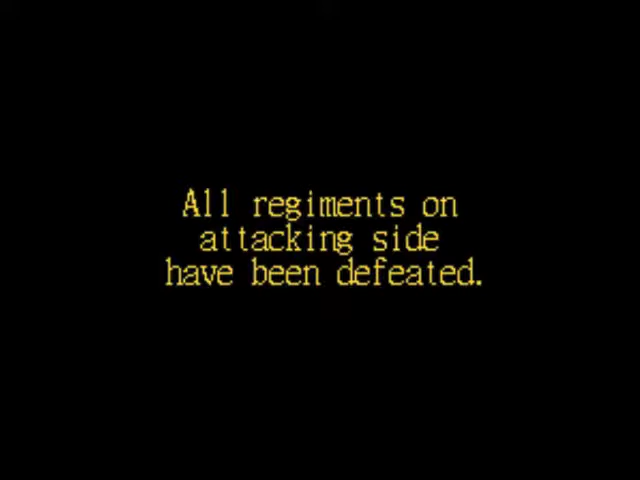 All regiments on
attacking side
have been defeated.